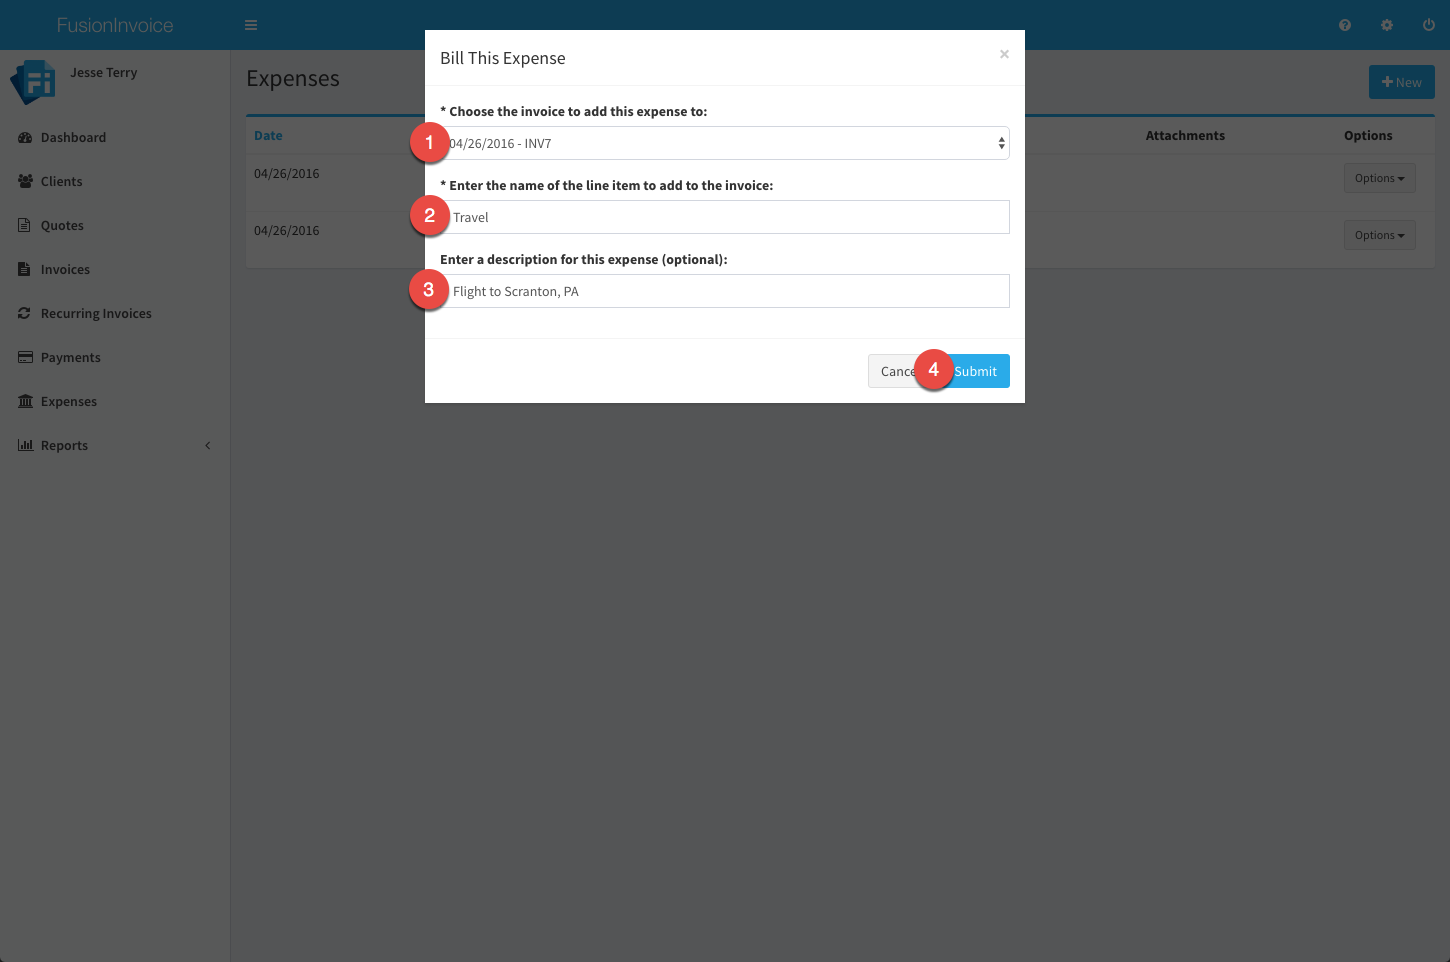 FusionInvoice
Jesse Terry
Dashboard
Clients
Quotes
Invoices
Recurring Invoices
Payments
Expenses
Reports
Expenses
New
Date
Attachments
Options
04/26/2016
Options
04/26/2016
Options
Bill This Expense
×
* Choose the invoice to add this expense to:
1
04/26/2016 - INV7
* Enter the name of the line item to add to the invoice:
2
Travel
Enter a description for this expense (optional):
3
Flight to Scranton, PA
Cance
4
Submit